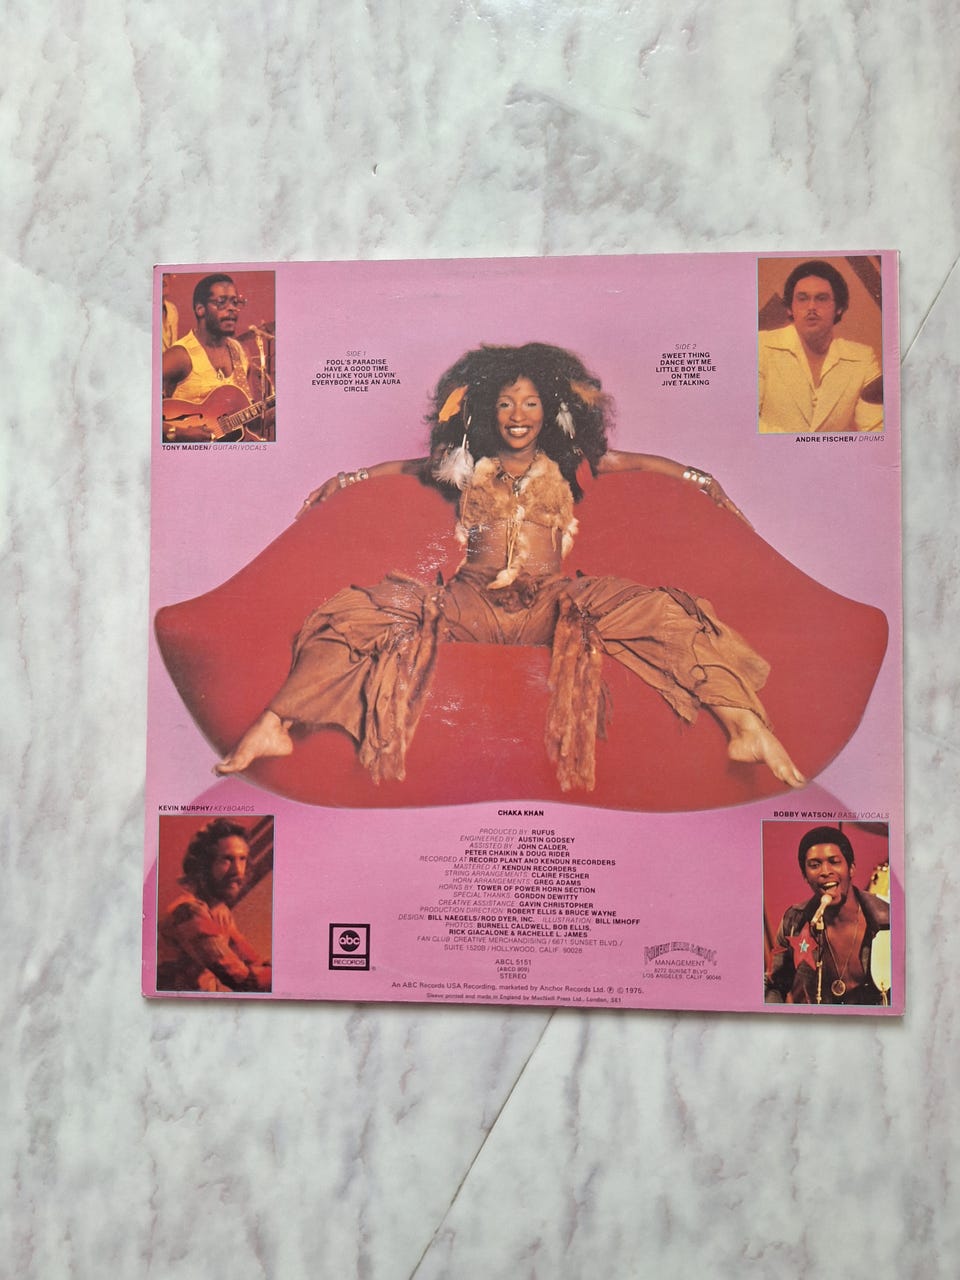 SIDE 1
FOOL'S PARADISE
HAVE A GOOD TIME
OOH I LIKE YOUR LOVIN'
EVERYBODY HAS AN AURA
CIRCLE
SIDE 2
SWEET THING
DANCE WIT ME
LITTLE BOY BLUE
ON TIME
JIVE TALKING
TONY MAIDEN/GUITAR/VOCALS
ANDRE FISCHER/DRUMS
KEVIN MURPHY/KEYBOARDS
CHAKA KHAN
BOBBY WATSON/BASS/VOCALS
PRODUCED BY: RUFUS
ENGINEERED BY: AUSTIN GODSEY
ASSISTED BY: JOHN CALDER,
PETER CHAIKIN & DOUG RIDER
RECORDED AT RECORD PLANT AND KENDUN RECORDERS
MASTERED AT KENDUN RECORDERS
STRING ARRANGEMENTS: CLAIRE FISCHER
HORN ARRANGEMENTS: GREG ADAMS
HORNS BY: TOWER OF POWER HORN SECTION
SPECIAL THANKS: GORDON DEWITTY
CREATIVE ASSISTANCE: GAVIN CHRISTOPHER
PRODUCTION DIRECTION: ROBERT ELLIS & BRUCE WAYNE
DESIGN: BILL NAEGELS/ROD DYER, INC. ILLUSTRATION: BILL IMHOFF
PHOTOS: BURNELL CALDWELL, BOB ELLIS,
RICK GIACALONE & RACHELLE L. JAMES
FAN CLUB: CREATIVE MERCHANDISING/6671 SUNSET BLVD./
SUITE 1520B/HOLLYWOOD, CALIF. 90028
abc
RECORDS
®
ABCL 5151
(ABCD 909)
STEREO
MANAGEMENT
8272 SUNSET BLVD
LOS ANGELES, CALIF. 90046
An ABC Records USA Recording, marketed by Anchor Records Ltd. ℗ © 1975.
Sleeve printed and made in England by MacNeill Press Ltd., London, SE1